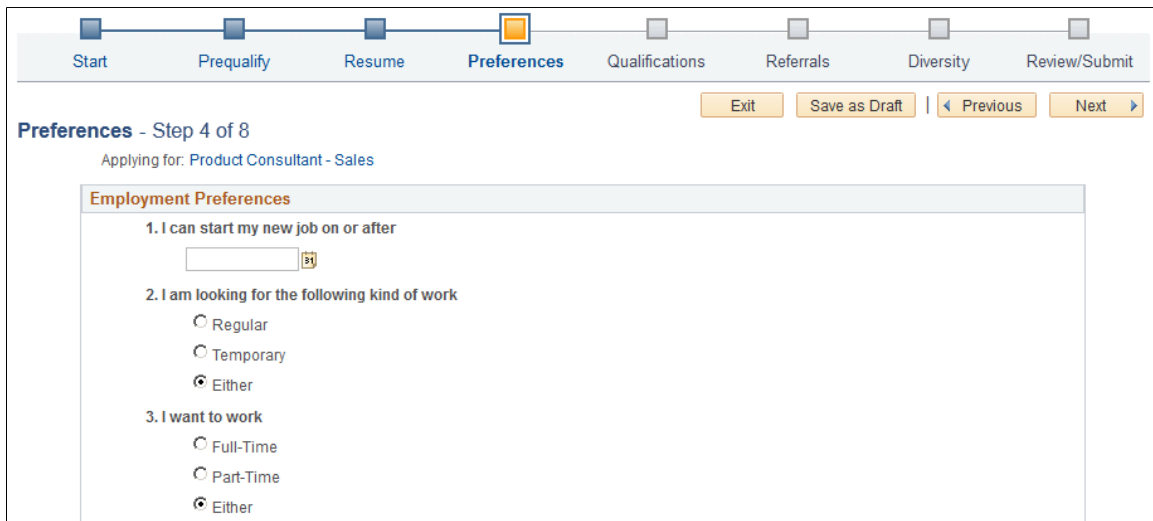 Start Prequalify Resume Preferences Qualifications Referrals Diversity Review/Submit
Exit Save as Draft | Previous Next
Preferences - Step 4 of 8
Applying for: Product Consultant - Sales
Employment Preferences
1. I can start my new job on or after
31
2. I am looking for the following kind of work
Regular
Temporary
Either
3. I want to work
Full-Time
Part-Time
Either